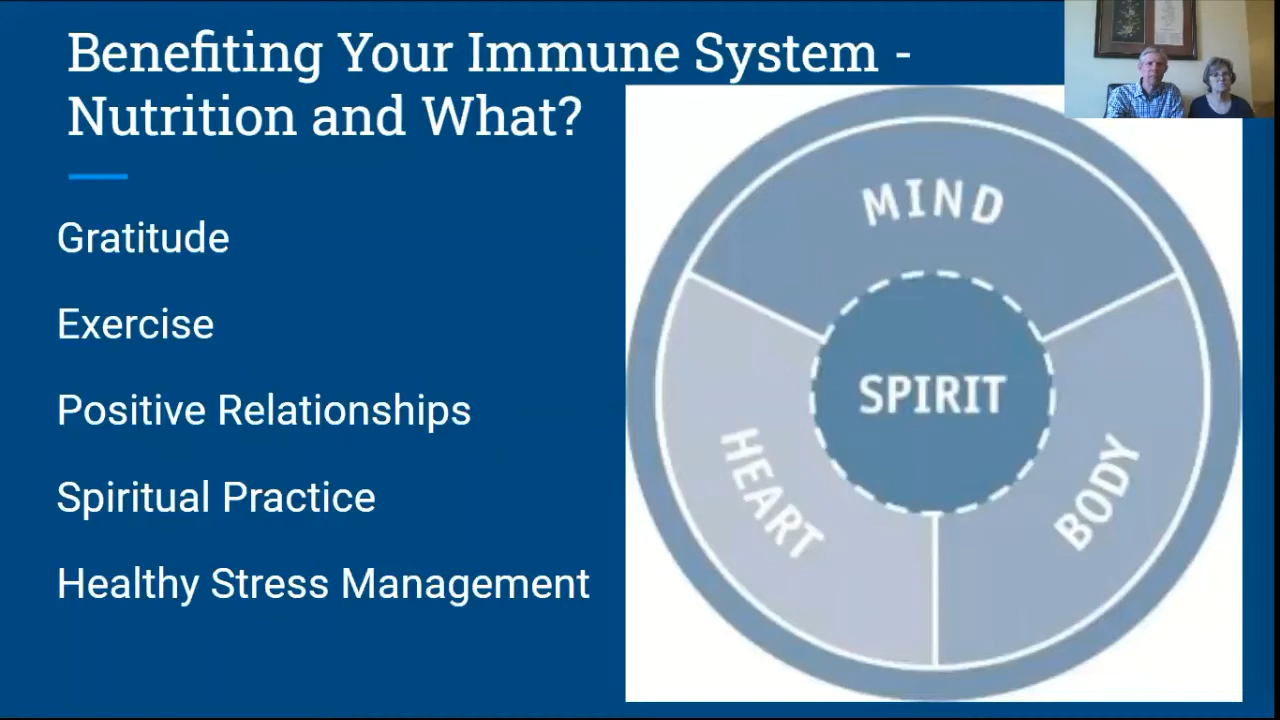 Benefiting Your Immune System -
Nutrition and What?
Gratitude
Exercise
Positive Relationships
Spiritual Practice
Healthy Stress Management
MIND
SPIRIT
HEART
BODY